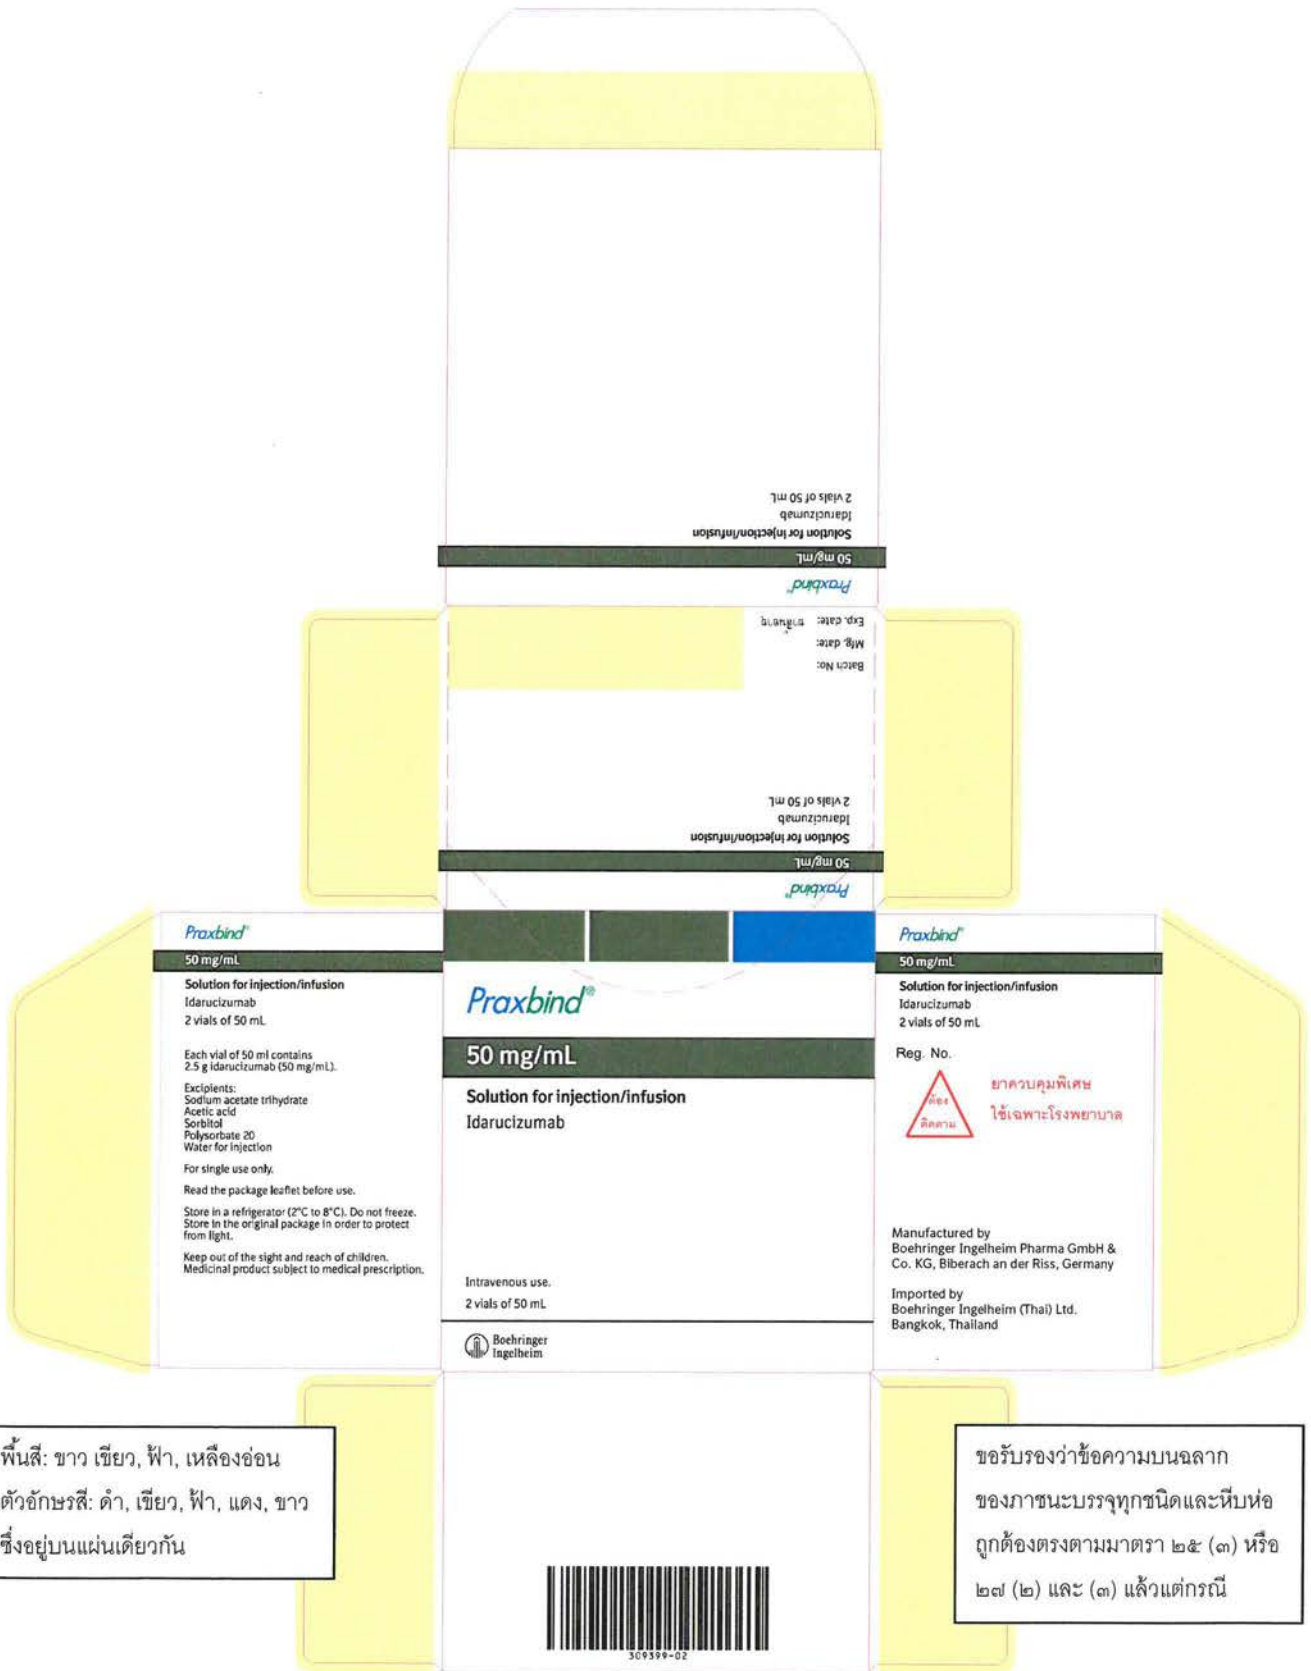 2 vials of 50 mL
Idarucizumab
Solution for injection/infusion
50 mg/mL
Praxbind®
Exp. date: ยาสิ้นอายุ
Mfg. date:
Batch No:
2 vials of 50 mL
Idarucizumab
Solution for injection/infusion
50 mg/mL
Praxbind®
Praxbind®
50 mg/mL
Solution for injection/infusion
Idarucizumab
2 vials of 50 mL
Each vial of 50 ml contains
2.5 g idarucizumab (50 mg/mL).
Excipients:
Sodium acetate trihydrate
Acetic acid
Sorbitol
Polysorbate 20
Water for injection
For single use only.
Read the package leaflet before use.
Store in a refrigerator (2°C to 8°C). Do not freeze.
Store in the original package in order to protect
from light.
Keep out of the sight and reach of children.
Medicinal product subject to medical prescription.
Praxbind®
50 mg/mL
Solution for injection/infusion
Idarucizumab
Intravenous use.
2 vials of 50 mL
Boehringer
Ingelheim
Praxbind®
50 mg/mL
Solution for injection/infusion
Idarucizumab
2 vials of 50 mL
Reg. No.
ต้อง
ติดตาม
ยาควบคุมพิเศษ
ใช้เฉพาะโรงพยาบาล
Manufactured by
Boehringer Ingelheim Pharma GmbH &
Co. KG, Biberach an der Riss, Germany
Imported by
Boehringer Ingelheim (Thai) Ltd.
Bangkok, Thailand
พื้นสี: ขาว เขียว, ฟ้า, เหลืองอ่อน
ตัวอักษรสี: ดำ, เขียว, ฟ้า, แดง, ขาว
ซึ่งอยู่บนแผ่นเดียวกัน
ขอรับรองว่าข้อความบนฉลาก
ของภาชนะบรรจุทุกชนิดและหีบห่อ
ถูกต้องตรงตามมาตรา ๒๕ (๓) หรือ
๒๗ (๒) และ (๓) แล้วแต่กรณี
309399-02